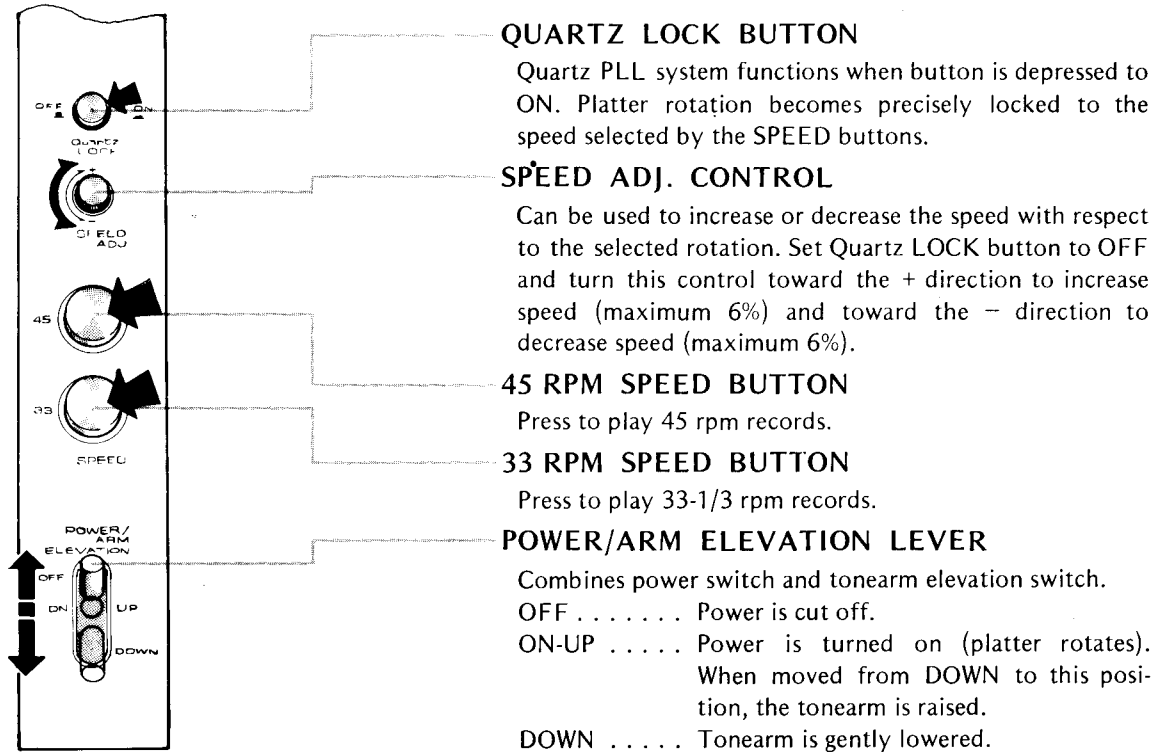 OFF
ON
Quartz
LOCK
+
−
ADJ
45
33
SPEED
POWER/
ARM
ELEVATION
OFF
ON
UP
DOWN
QUARTZ LOCK BUTTON
Quartz PLL system functions when button is depressed to
ON. Platter rotation becomes precisely locked to the
speed selected by the SPEED buttons.
SPEED ADJ. CONTROL
Can be used to increase or decrease the speed with respect
to the selected rotation. Set Quartz LOCK button to OFF
and turn this control toward the + direction to increase
speed (maximum 6%) and toward the − direction to
decrease speed (maximum 6%).
45 RPM SPEED BUTTON
Press to play 45 rpm records.
33 RPM SPEED BUTTON
Press to play 33-1/3 rpm records.
POWER/ARM ELEVATION LEVER
Combines power switch and tonearm elevation switch.
OFF . . . . . . . Power is cut off.
ON-UP . . . . . Power is turned on (platter rotates).
When moved from DOWN to this posi-
tion, the tonearm is raised.
DOWN . . . . . Tonearm is gently lowered.